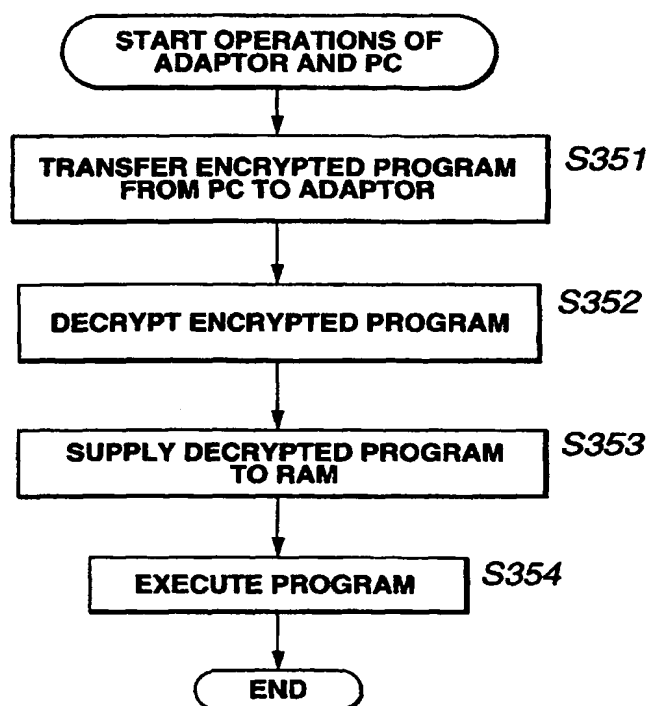 START OPERATIONS OF
ADAPTOR AND PC
TRANSFER ENCRYPTED PROGRAM
FROM PC TO ADAPTOR
S351
DECRYPT ENCRYPTED PROGRAM
S352
SUPPLY DECRYPTED PROGRAM
TO RAM
S353
EXECUTE PROGRAM
S354
END